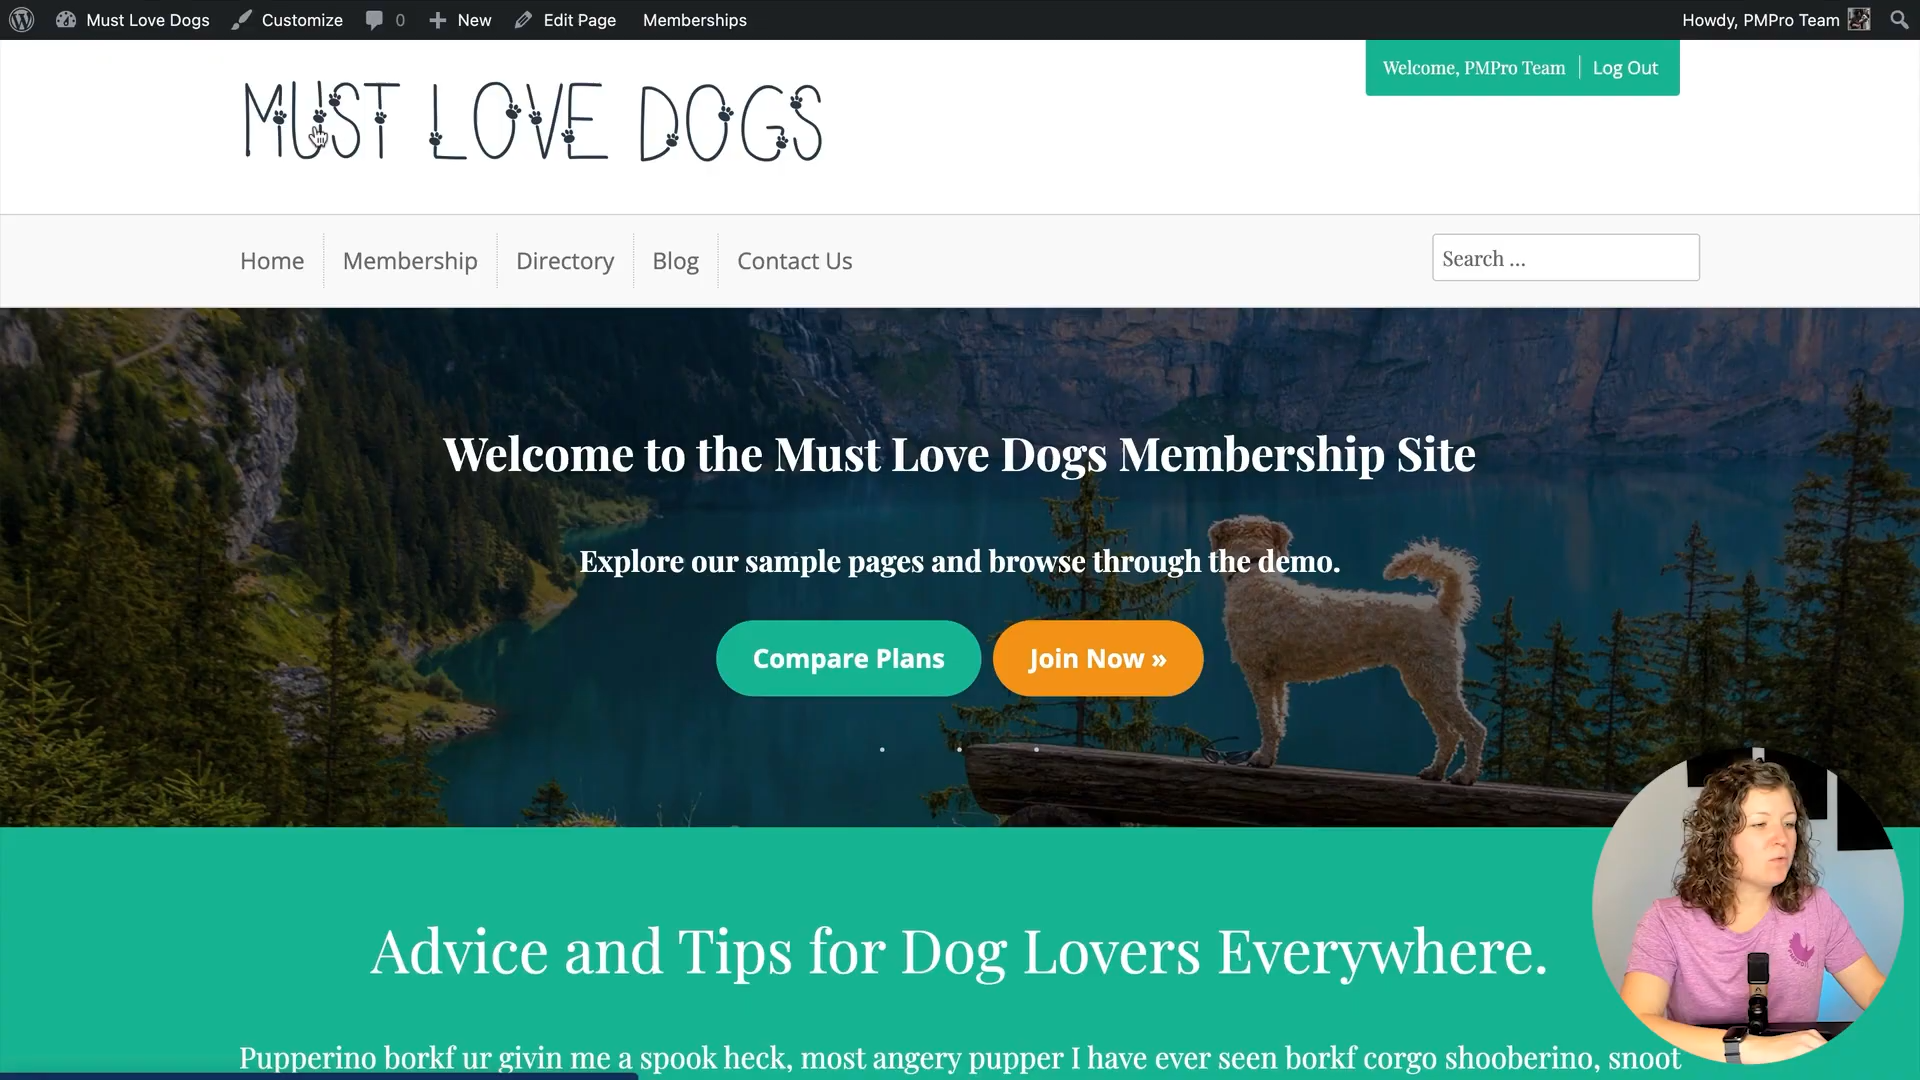 Must Love Dogs Customize 0 New Edit Page Memberships Howdy, PMPro Team
Welcome, PMPro Team Log Out
MUST LOVE DOGS
Home Membership Directory Blog Contact Us Search ...
Welcome to the Must Love Dogs Membership Site
Explore our sample pages and browse through the demo.
Compare Plans Join Now »
Advice and Tips for Dog Lovers Everywhere.
Pupperino borkf ur givin me a spook heck, most angery pupper I have ever seen borkf corgo shooberino, snoot